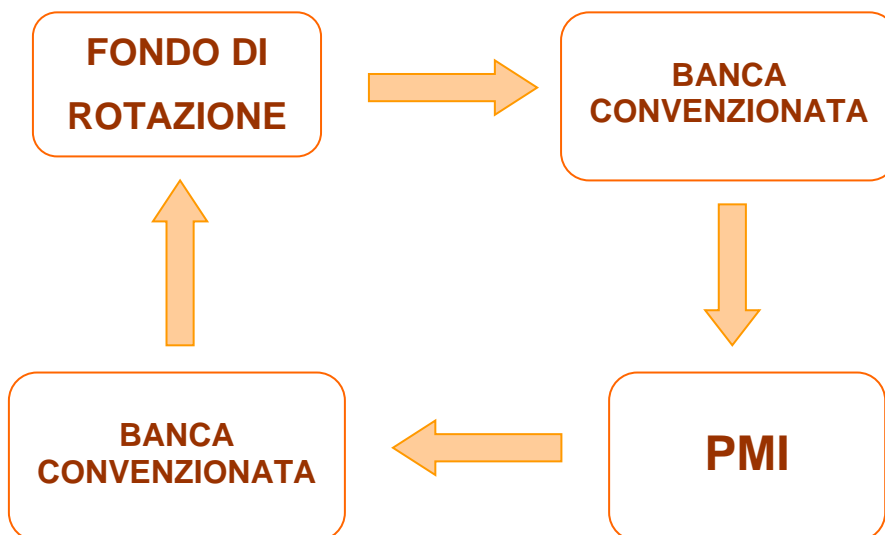 FONDO DI
ROTAZIONE
BANCA
CONVENZIONATA
BANCA
CONVENZIONATA
PMI